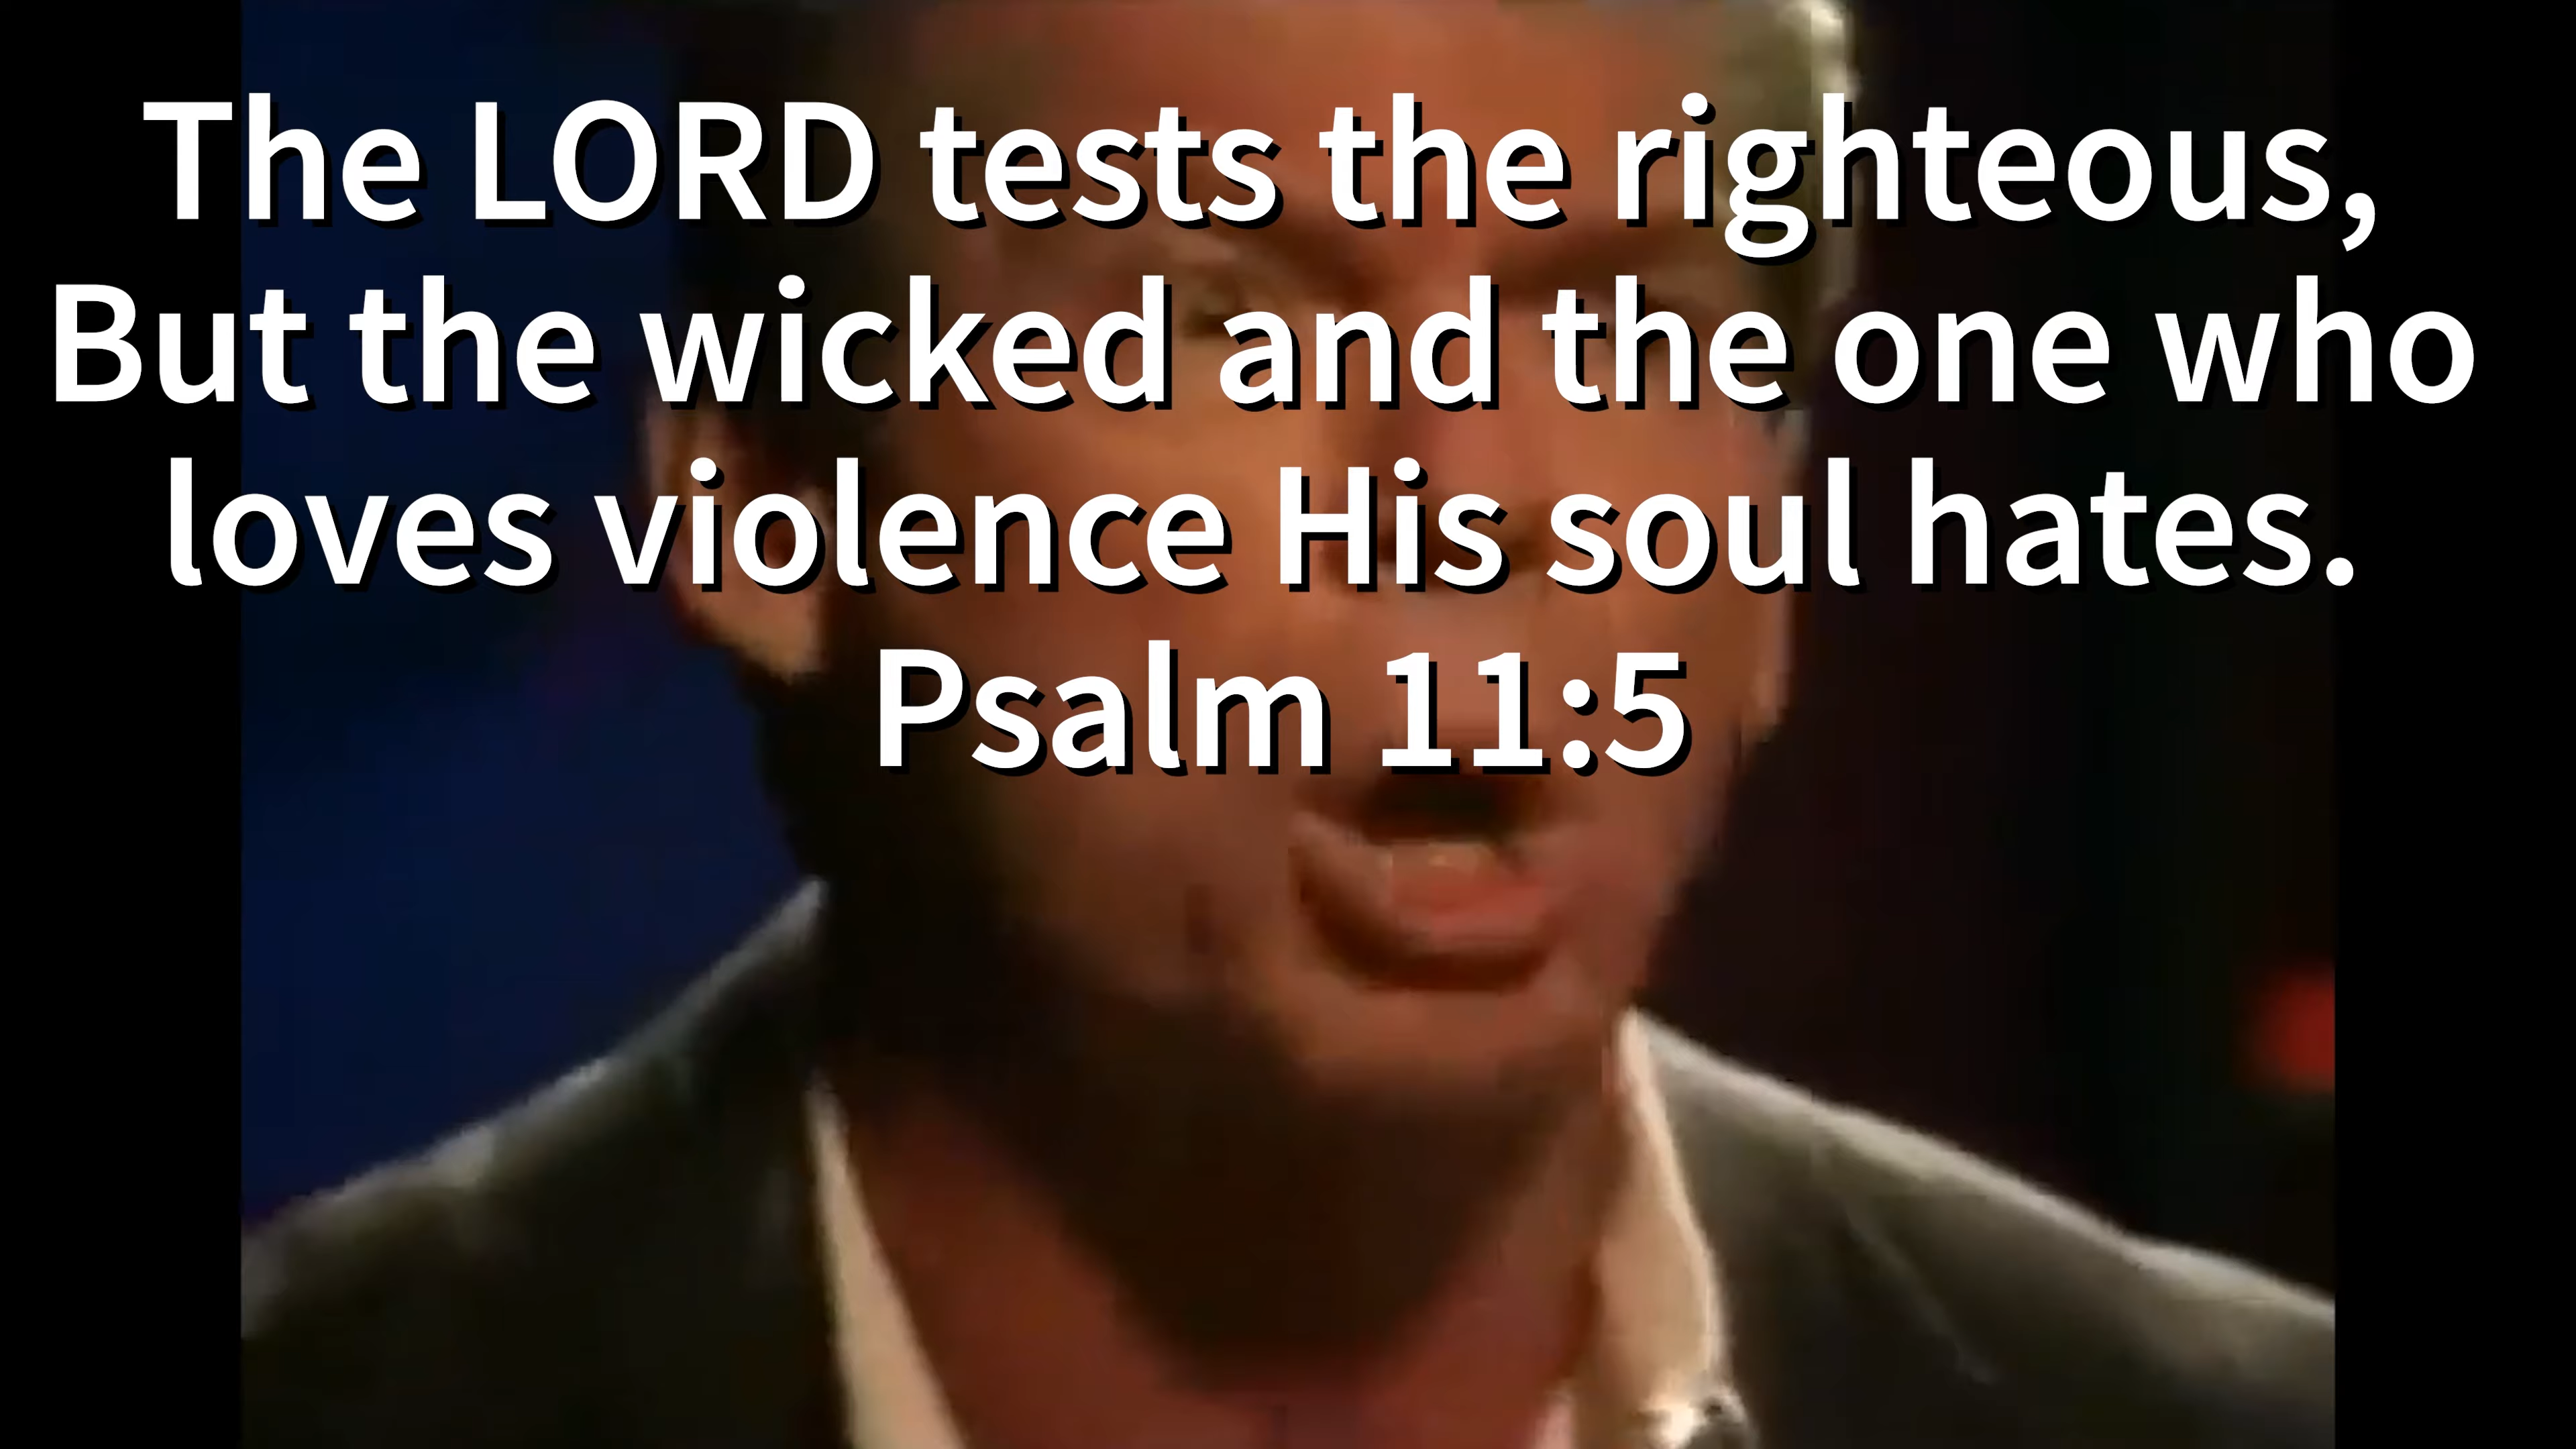 The LORD tests the righteous,
But the wicked and the one who
loves violence His soul hates.
Psalm 11:5